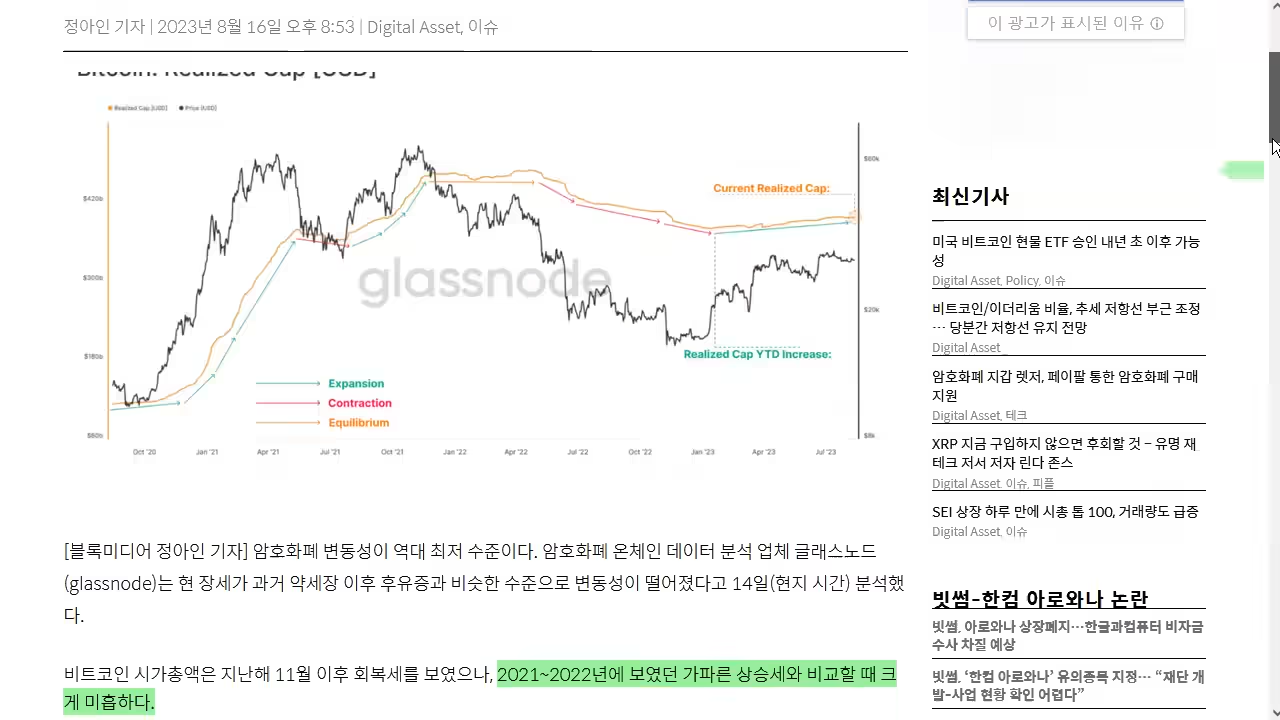 정아인 기자 | 2023년 8월 16일 오후 8:53 | Digital Asset, 이슈
Bitcoin: Realized Cap [USD]
Realized Cap [USD] Price [USD]
$420b
$300b
$180b
$60b
$60k
$20k
$8k
Current Realized Cap:
glassnode
Realized Cap YTD Increase:
Expansion
Contraction
Equilibrium
Oct '20 Jan '21 Apr '21 Jul '21 Oct '21 Jan '22 Apr '22 Jul '22 Oct '22 Jan '23 Apr '23 Jul '23
[블록미디어 정아인 기자] 암호화폐 변동성이 역대 최저 수준이다. 암호화폐 온체인 데이터 분석 업체 글래스노드
(glassnode)는 현 장세가 과거 약세장 이후 후유증과 비슷한 수준으로 변동성이 떨어졌다고 14일(현지 시간) 분석했
다.
비트코인 시가총액은 지난해 11월 이후 회복세를 보였으나, 2021~2022년에 보였던 가파른 상승세와 비교할 때 크
게 미흡하다.
이 광고가 표시된 이유 ⓘ
최신기사
미국 비트코인 현물 ETF 승인 내년 초 이후 가능
성
Digital Asset, Policy, 이슈
비트코인/이더리움 비율, 추세 저항선 부근 조정
… 당분간 저항선 유지 전망
Digital Asset
암호화폐 지갑 렛저, 페이팔 통한 암호화폐 구매
지원
Digital Asset, 테크
XRP 지금 구입하지 않으면 후회할 것 – 유명 재
테크 저서 저자 린다 존스
Digital Asset, 이슈, 피플
SEI 상장 하루 만에 시총 톱 100, 거래량도 급증
Digital Asset, 이슈
빗썸-한컴 아로와나 논란
빗썸, 아로와나 상장폐지…한글과컴퓨터 비자금
수사 차질 예상
빗썸, ‘한컴 아로와나’ 유의종목 지정… “재단 개
발-사업 현황 확인 어렵다”